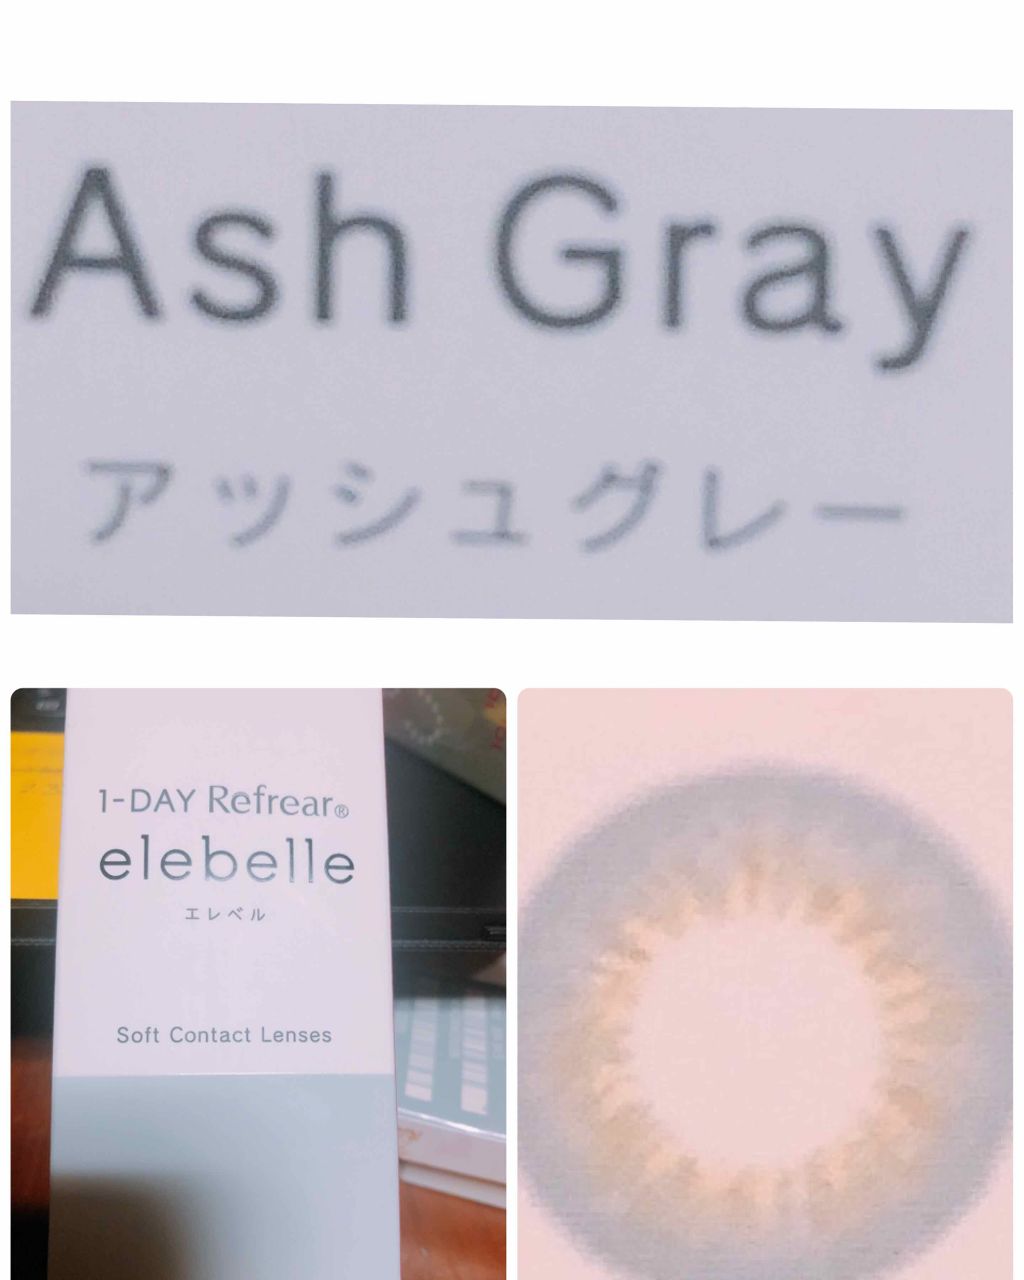 Ash Gray
アッシュグレー
1-DAY Refrear®
elebelle
エレベル
Soft Contact Lenses